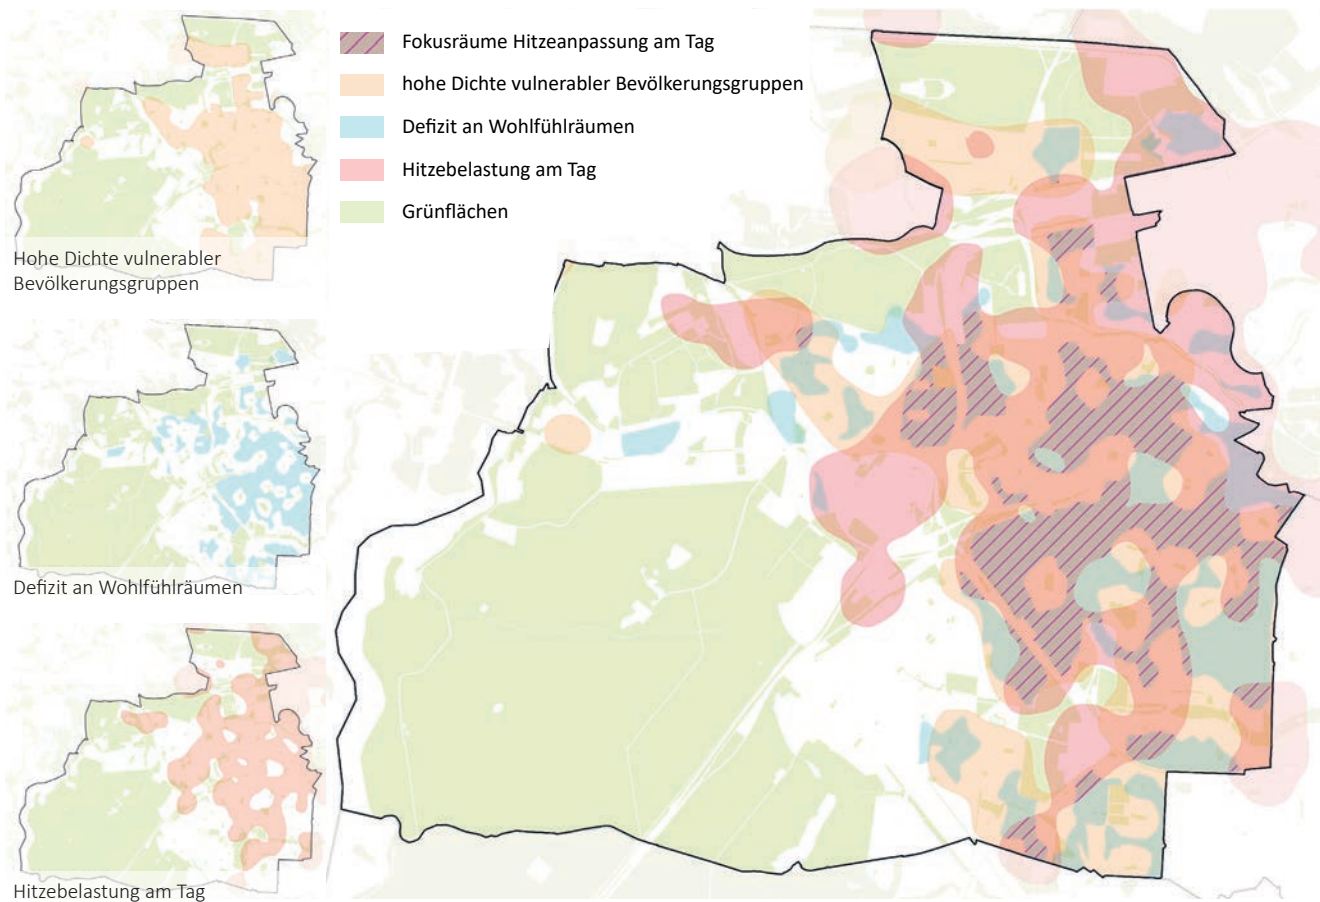 Hohe Dichte vulnerabler
Bevölkerungsgruppen
Defizit an Wohlfühlräumen
Hitzebelastung am Tag
Fokusräume Hitzeanpassung am Tag
hohe Dichte vulnerabler Bevölkerungsgruppen
Defizit an Wohlfühlräumen
Hitzebelastung am Tag
Grünflächen